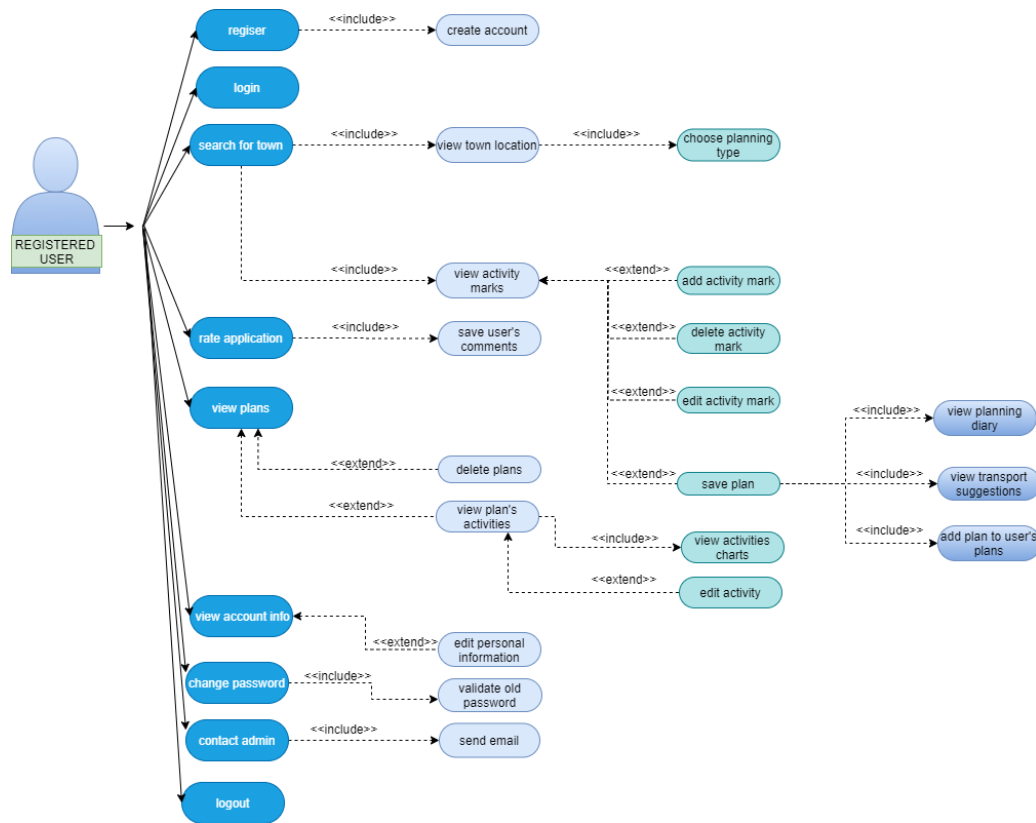 <<include>>
regiser
create account
login
<<include>>
<<include>>
search for town
view town location
choose planning
type
REGISTERED
USER
<<include>>
<<extend>>
view activity
marks
add activity mark
<<include>>
<<extend>>
rate application
save user's
comments
delete activity
mark
<<extend>>
view plans
edit activity mark
<<include>>
view planning
diary
<<extend>>
<<extend>>
<<include>>
delete plans
save plan
view transport
suggestions
<<extend>>
view plan's
activities
<<include>>
<<include>>
view activities
charts
add plan to user's
plans
<<extend>>
edit activity
view account info
<<extend>>
edit personal
information
<<include>>
change password
validate old
password
<<include>>
contact admin
send email
logout